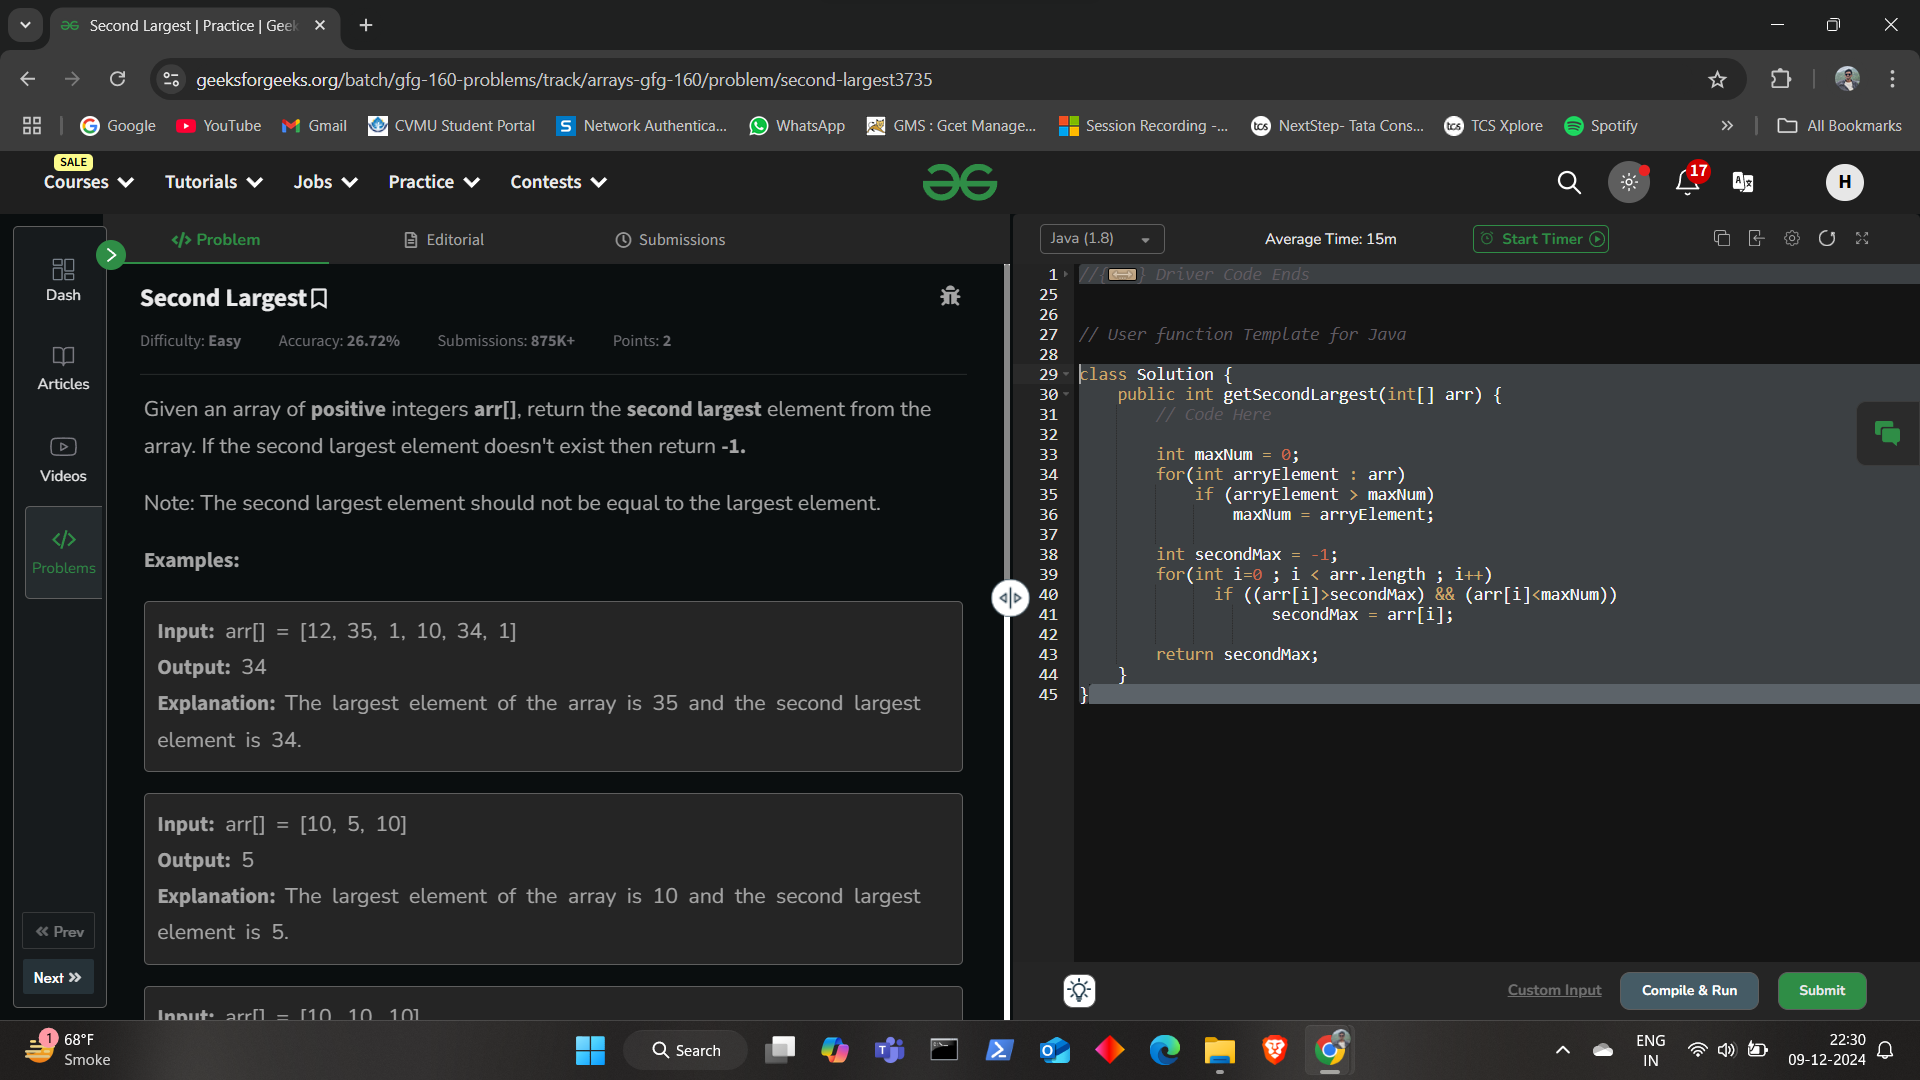 Second Largest | Practice | Geek
geeksforgeeks.org/batch/gfg-160-problems/track/arrays-gfg-160/problem/second-largest3735
Google YouTube Gmail CVMU Student Portal Network Authentica... WhatsApp GMS : Gcet Manage... Session Recording -... NextStep- Tata Cons... TCS Xplore Spotify » All Bookmarks
SALE
Courses Tutorials Jobs Practice Contests 17 H
</> Problem Editorial Submissions
Dash
Articles
Videos
Problems
« Prev
Next »
Second Largest
Difficulty: Easy Accuracy: 26.72% Submissions: 875K+ Points: 2
Given an array of positive integers arr[], return the second largest element from the
array. If the second largest element doesn't exist then return -1.
Note: The second largest element should not be equal to the largest element.
Examples:
Input: arr[] = [12, 35, 1, 10, 34, 1]
Output: 34
Explanation: The largest element of the array is 35 and the second largest
element is 34.
Input: arr[] = [10, 5, 10]
Output: 5
Explanation: The largest element of the array is 10 and the second largest
element is 5.
Input: arr[] = [10, 10, 10]
Java (1.8) Average Time: 15m Start Timer
1 //{ } Driver Code Ends
25
26
27 // User function Template for Java
28
29 class Solution {
30 public int getSecondLargest(int[] arr) {
31 // Code Here
32
33 int maxNum = 0;
34 for(int arryElement : arr)
35 if (arryElement > maxNum)
36 maxNum = arryElement;
37
38 int secondMax = -1;
39 for(int i=0 ; i < arr.length ; i++)
40 if ((arr[i]>secondMax) && (arr[i]<maxNum))
41 secondMax = arr[i];
42
43 return secondMax;
44 }
45 }
Custom Input Compile & Run Submit
1 68°F
Smoke
Search
ENG
IN
22:30
09-12-2024